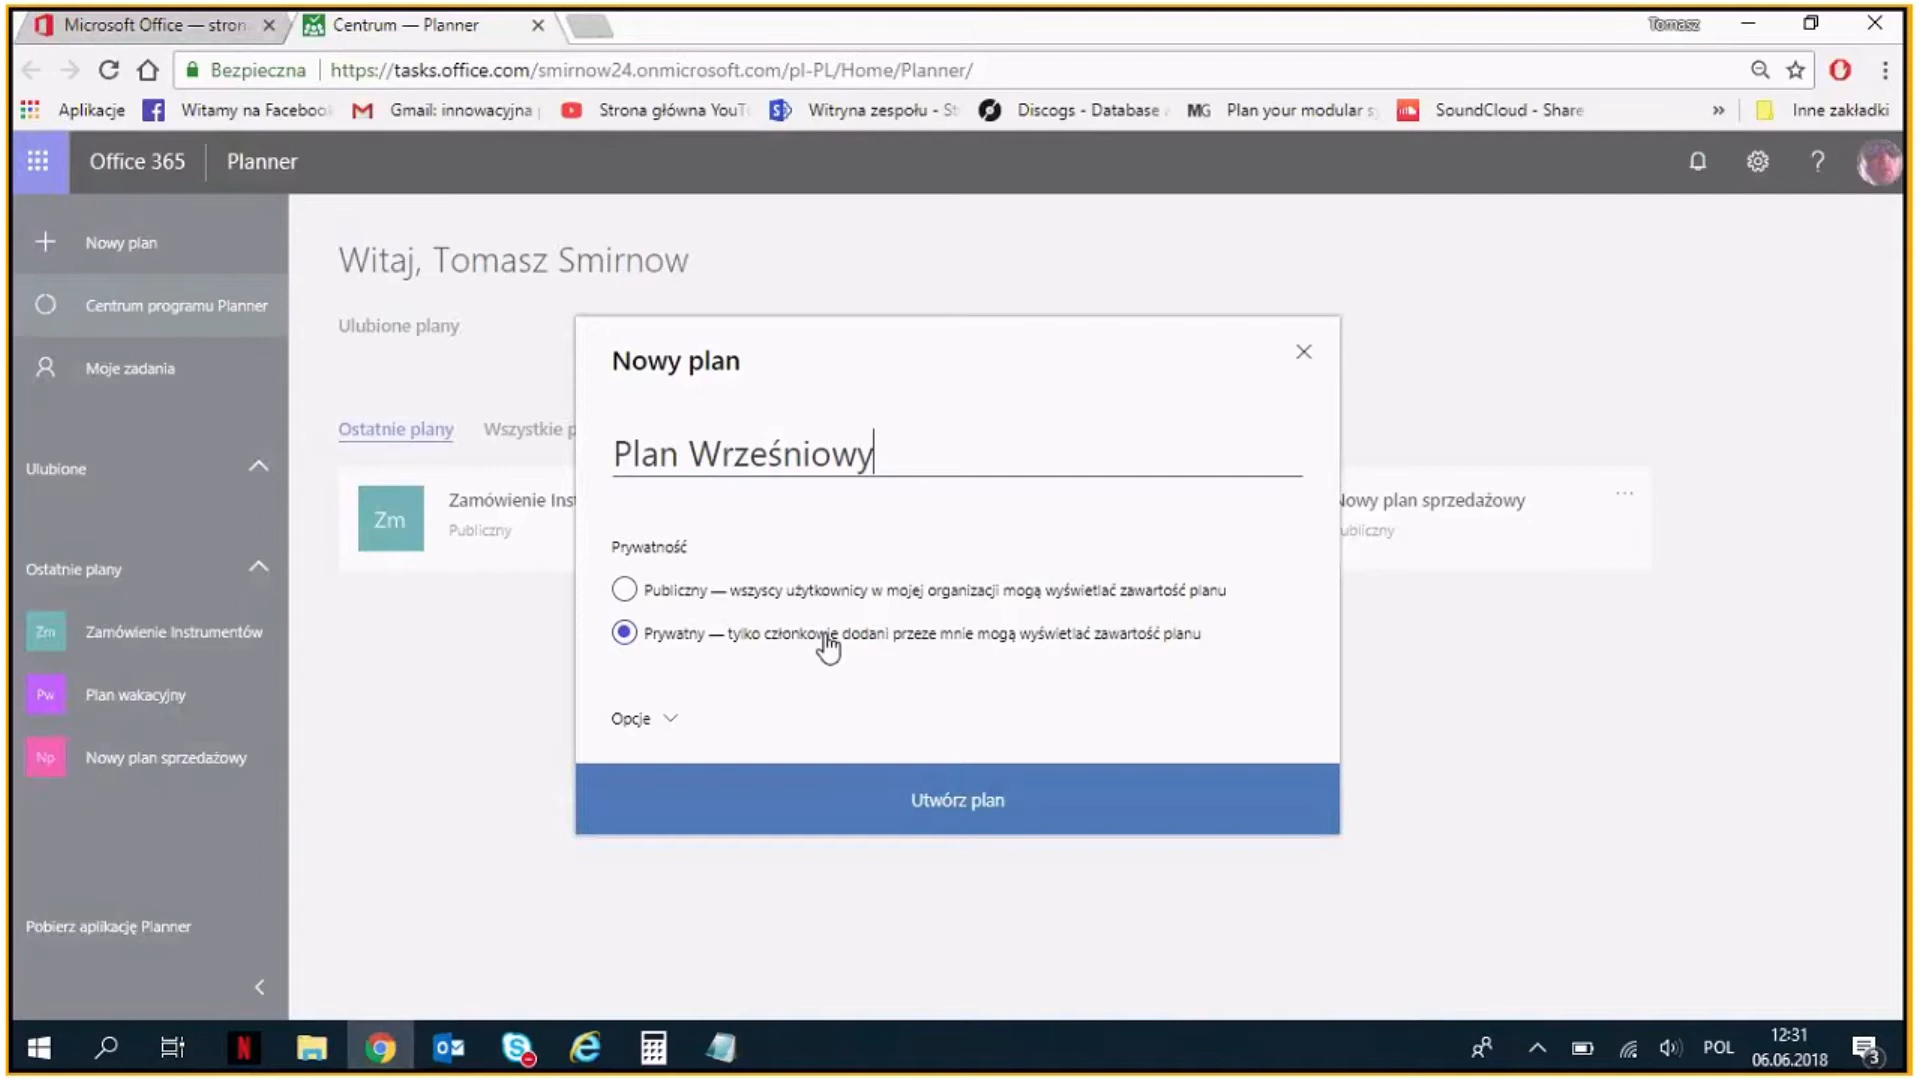 Microsoft Office — stron
Centrum — Planner
Tomasz
Bezpieczna
https://tasks.office.com/smirnow24.onmicrosoft.com/pl-PL/Home/Planner/
Aplikacje
Witamy na Faceboo
Gmail: innowacyjna
Strona główna YouT
Witryna zespołu - St
Discogs - Database
MG Plan your modular sy
SoundCloud - Share
»
Inne zakładki
Office 365
Planner
?
Nowy plan
Centrum programu Planner
Moje zadania
Ulubione
Ostatnie plany
Zm Zamówienie Instrumentów
Pw Plan wakacyjny
Np Nowy plan sprzedażowy
Pobierz aplikację Planner
Witaj, Tomasz Smirnow
Ulubione plany
Ostatnie plany
Wszystkie p
Zm
Zamówienie Inst
Publiczny
Nowy plan sprzedażowy
ubliczny
Nowy plan
Plan Wrześniowy
Prywatność
Publiczny — wszyscy użytkownicy w mojej organizacji mogą wyświetlać zawartość planu
Prywatny — tylko członkowie dodani przeze mnie mogą wyświetlać zawartość planu
Opcje
Utwórz plan
POL
12:31
06.06.2018
3